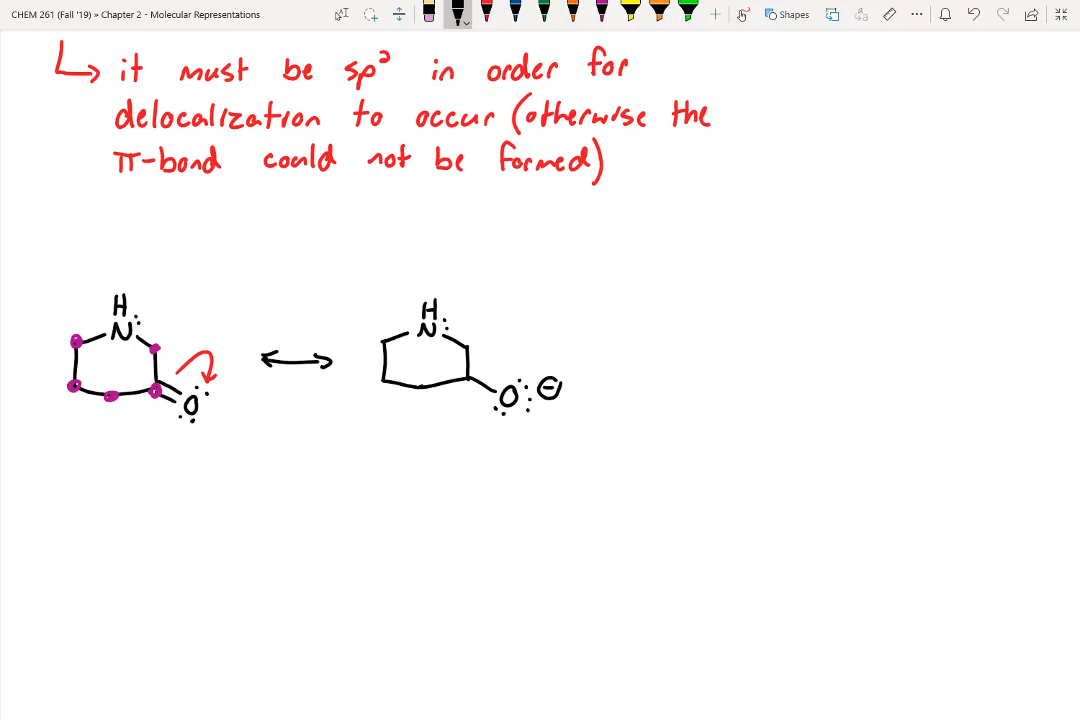 CHEM 261 (Fall '19) » Chapter 2 - Molecular Representations
Shapes
↳ it must be sp² in order for
delocalization to occur (otherwise the
π-bond could not be formed)
H H
N: N:
O O: ⊖